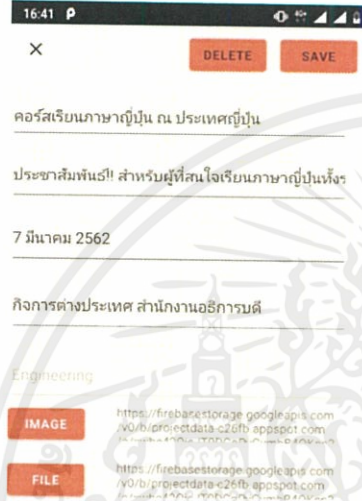 16:41
DELETE
SAVE
คอร์สเรียนภาษาญี่ปุ่น ณ ประเทศญี่ปุ่น
ประชาสัมพันธ์!! สำหรับผู้ที่สนใจเรียนภาษาญี่ปุ่นทั้งร
7 มีนาคม 2562
กิจการต่างประเทศ สำนักงานอธิการบดี
Engineering
IMAGE
https://firebasestorage.googleapis.com
/v0/b/projectdata-c26fb.appspot.com
FILE
https://firebasestorage.googleapis.com
/v0/b/projectdata-c26fb.appspot.com